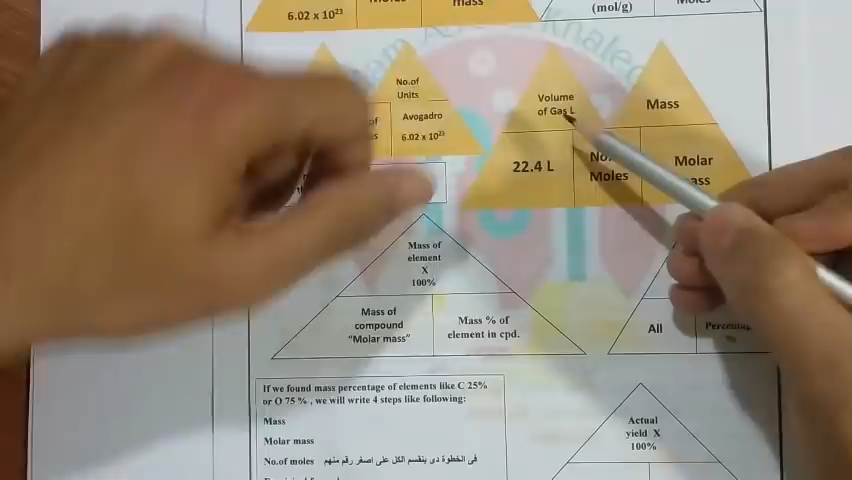 6.02 x 10²³
mass
(mol/g)
No.of
Units
Avogadro
6.02 x 10²³
Volume
of Gas L
22.4 L
Moles
Mass
Molar
Mass of
element
X
100%
Mass of
compound
"Molar mass"
Mass % of
element in cpd.
All
If we found mass percentage of elements like C 25%
or O 75 % , we will write 4 steps like following:
Mass
Molar mass
No.of moles فى الخطوة دى بنقسم الكل على اصغر رقم منهم
Actual
yield X
100%